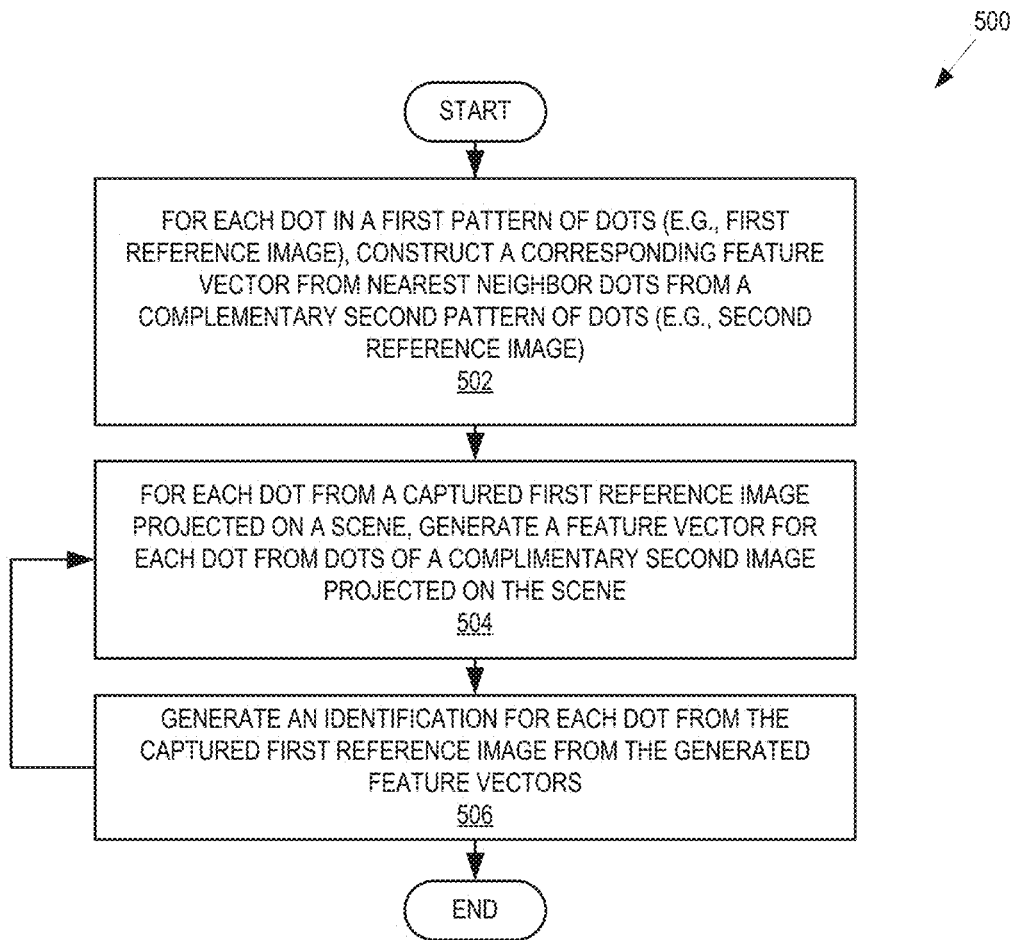 500
START
FOR EACH DOT IN A FIRST PATTERN OF DOTS (E.G., FIRST
REFERENCE IMAGE), CONSTRUCT A CORRESPONDING FEATURE
VECTOR FROM NEAREST NEIGHBOR DOTS FROM A
COMPLEMENTARY SECOND PATTERN OF DOTS (E.G., SECOND
REFERENCE IMAGE)
502
FOR EACH DOT FROM A CAPTURED FIRST REFERENCE IMAGE
PROJECTED ON A SCENE, GENERATE A FEATURE VECTOR FOR
EACH DOT FROM DOTS OF A COMPLIMENTARY SECOND IMAGE
PROJECTED ON THE SCENE
504
GENERATE AN IDENTIFICATION FOR EACH DOT FROM THE
CAPTURED FIRST REFERENCE IMAGE FROM THE GENERATED
FEATURE VECTORS
506
END